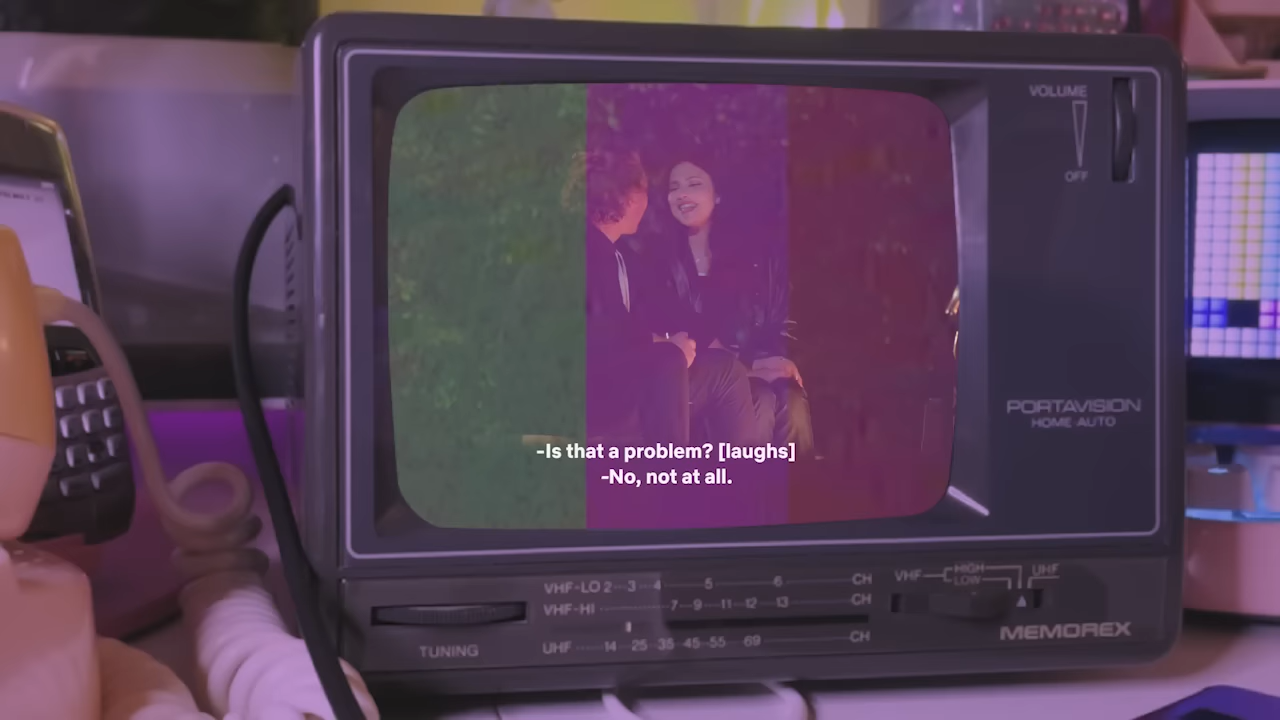 VOLUME
OFF
-Is that a problem? [laughs]
-No, not at all.
PORTAVISION
HOME·AUTO
VHF-LO 2 3 4 5 6 CH
VHF-HI 7 9 11 12 13 CH
UHF 14 25 35 45 55 69 CH
TUNING
VHF HIGH LOW UHF
MEMOREX